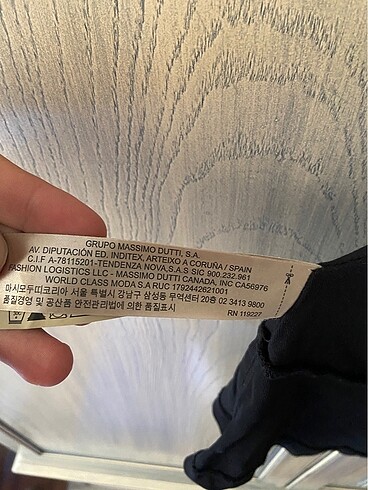 GRUPO MASSIMO DUTTI, S.A.
AV. DIPUTACIÓN ED. INDITEX, ARTEIXO A CORUÑA / SPAIN
C.I.F A-78115201-TENDENZA NOVA.S.A.S SIC 900.232.961
FASHION LOGISTICS LLC - MASSIMO DUTTI CANADA, INC CA56976
WORLD CLASS MODA S.A RUC 1792442621001
마시모두띠코리아 서울 특별시 강남구 삼성동 무역센터 20층 02 3413 9800
품질경영 및 공산품 안전관리법에 의한 품질표시
RN 119227